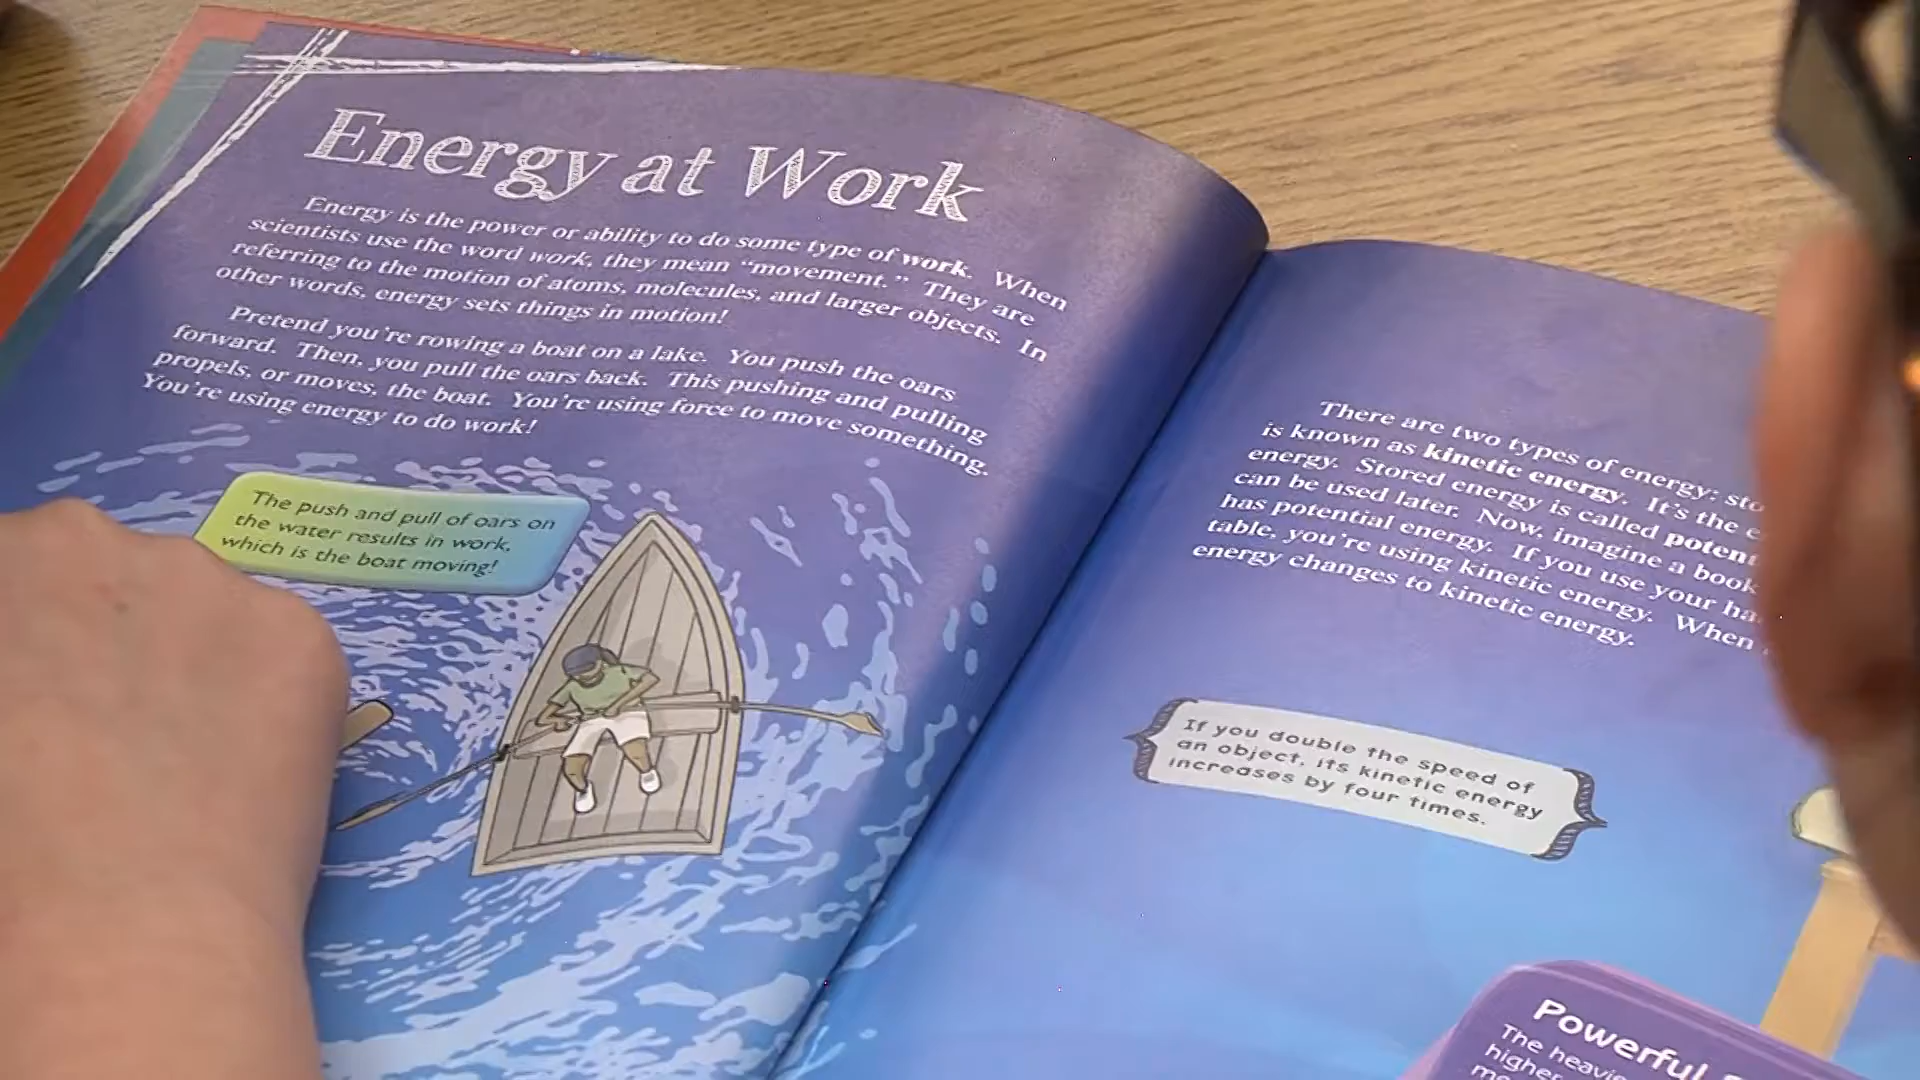 Energy at Work
Energy is the power or ability to do some type of work. When
scientists use the word work, they mean “movement.” They are
referring to the motion of atoms, molecules, and larger objects. In
other words, energy sets things in motion!
Pretend you're rowing a boat on a lake. You push the oars
forward. Then, you pull the oars back. This pushing and pulling
propels, or moves, the boat. You're using force to move something.
You're using energy to do work!
The push and pull of oars on
the water results in work,
which is the boat moving!
There are two types of energy:
is known as kinetic energy. It's the
energy. Stored energy is called
can be used later. Now, imagine a book
has potential energy. If you use your
table, you're using kinetic energy. When
energy changes to kinetic energy.
If you double the speed of
an object, its kinetic energy
increases by four times.
Powerful
The
higher